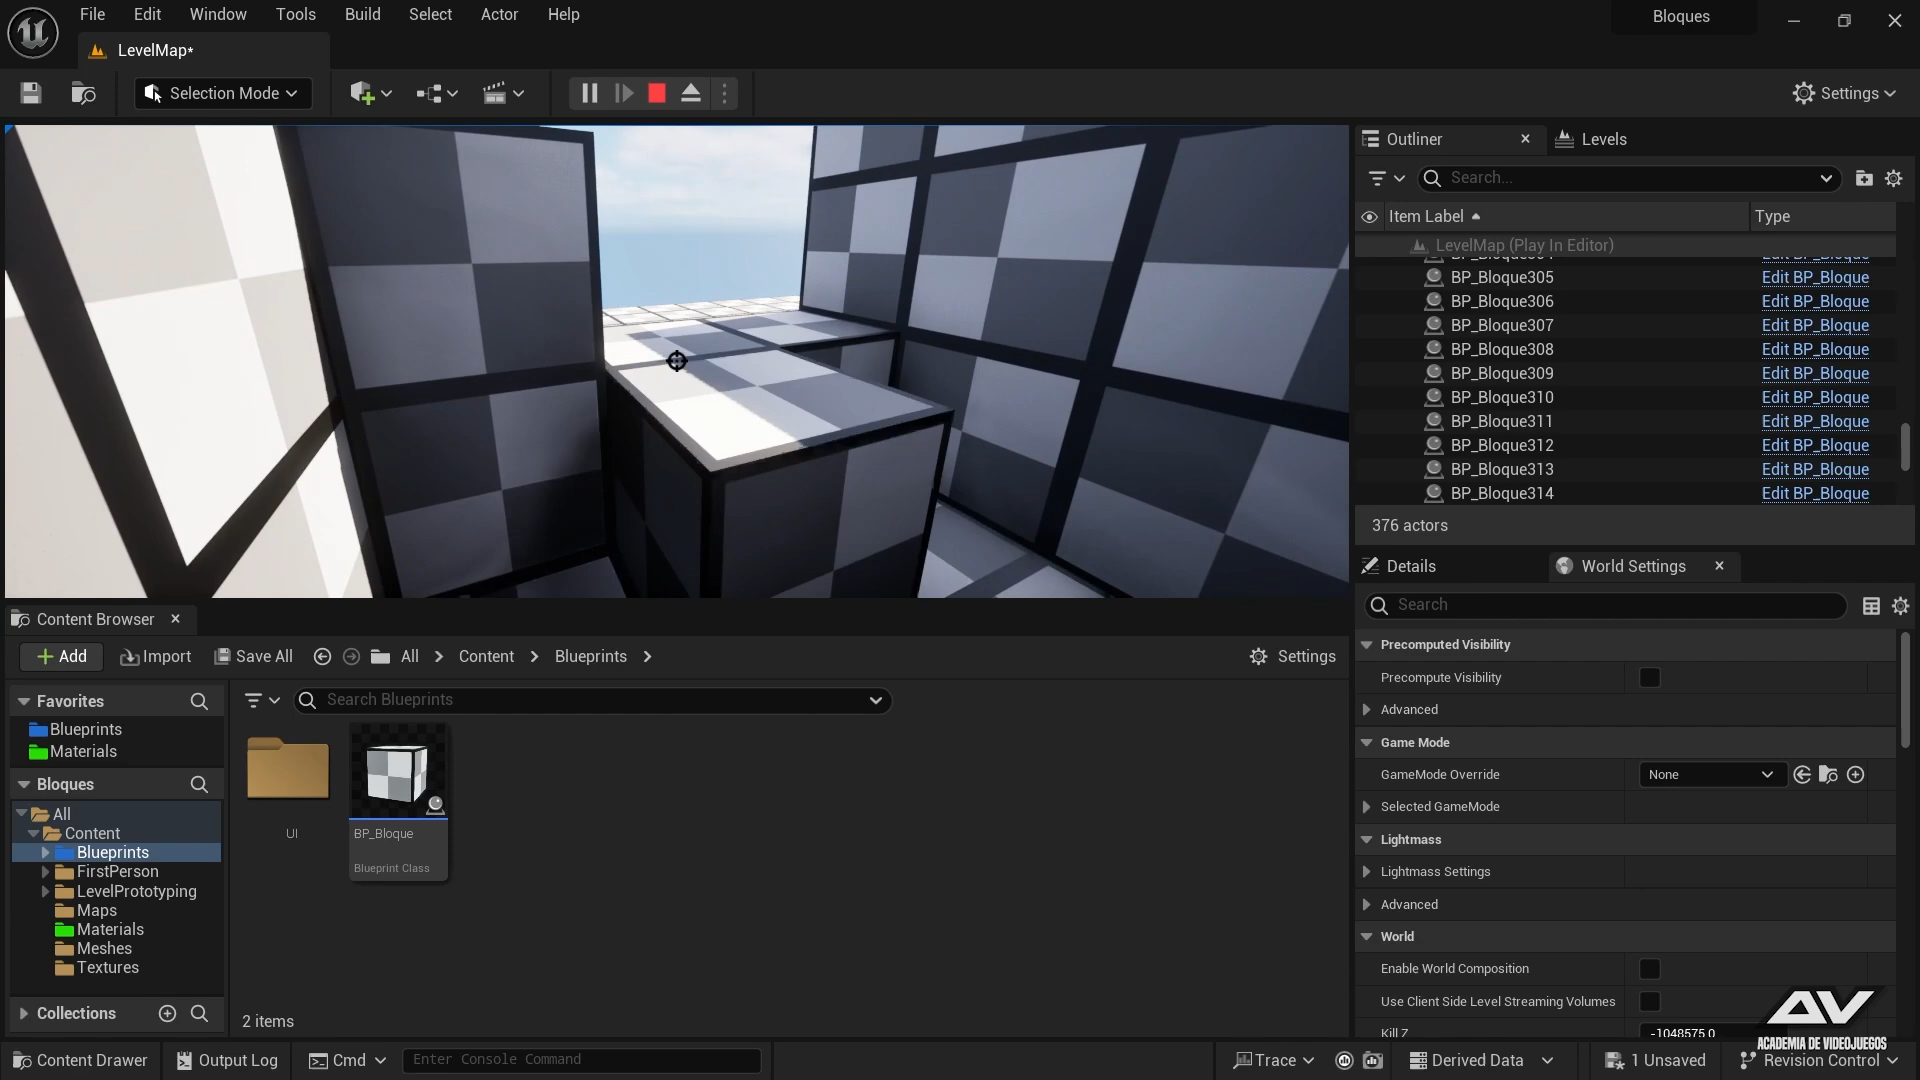 File Edit Window Tools Build Select Actor Help
Bloques
LevelMap*
Selection Mode
Settings
Outliner
Levels
Search...
Item Label
Type
LevelMap (Play In Editor)
BP_Bloque305 Edit BP_Bloque
BP_Bloque306 Edit BP_Bloque
BP_Bloque307 Edit BP_Bloque
BP_Bloque308 Edit BP_Bloque
BP_Bloque309 Edit BP_Bloque
BP_Bloque310 Edit BP_Bloque
BP_Bloque311 Edit BP_Bloque
BP_Bloque312 Edit BP_Bloque
BP_Bloque313 Edit BP_Bloque
BP_Bloque314 Edit BP_Bloque
376 actors
Details
World Settings
Search
Precomputed Visibility
Precompute Visibility
Advanced
Game Mode
GameMode Override None
Selected GameMode
Lightmass
Lightmass Settings
Advanced
World
Enable World Composition
Use Client Side Level Streaming Volumes
Kill Z -1048575.0
Content Browser
Add
Import
Save All
All
Content
Blueprints
Settings
Favorites
Blueprints
Materials
Bloques
All
Content
Blueprints
FirstPerson
LevelPrototyping
Maps
Materials
Meshes
Textures
Collections
Search Blueprints
UI
BP_Bloque
Blueprint Class
2 items
AV
ACADEMIA DE VIDEOJUEGOS
Content Drawer
Output Log
Cmd
Enter Console Command
Trace
Derived Data
1 Unsaved
Revision Control